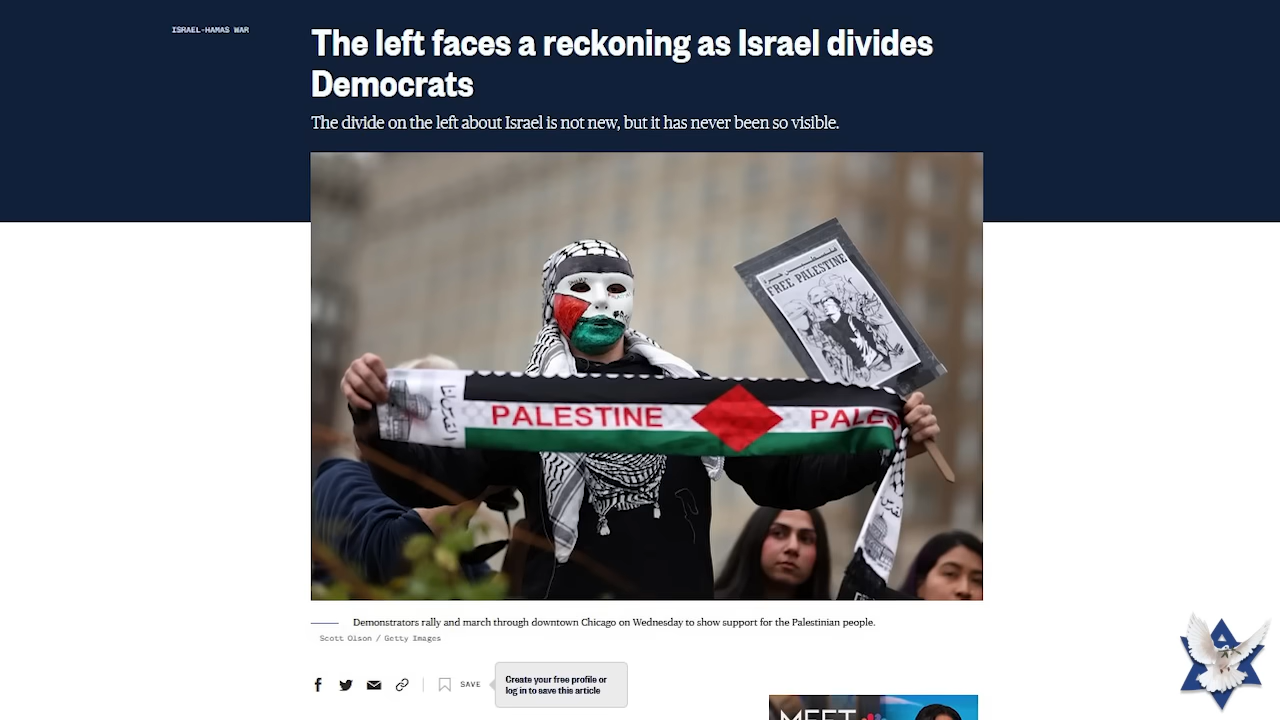 ISRAEL-HAMAS WAR
The left faces a reckoning as Israel divides
Democrats
The divide on the left about Israel is not new, but it has never been so visible.
FREE PALESTINE
PALESTINE
القدس
Demonstrators rally and march through downtown Chicago on Wednesday to show support for the Palestinian people.
Scott Olson / Getty Images
SAVE
Create your free profile or
log in to save this article
MEET